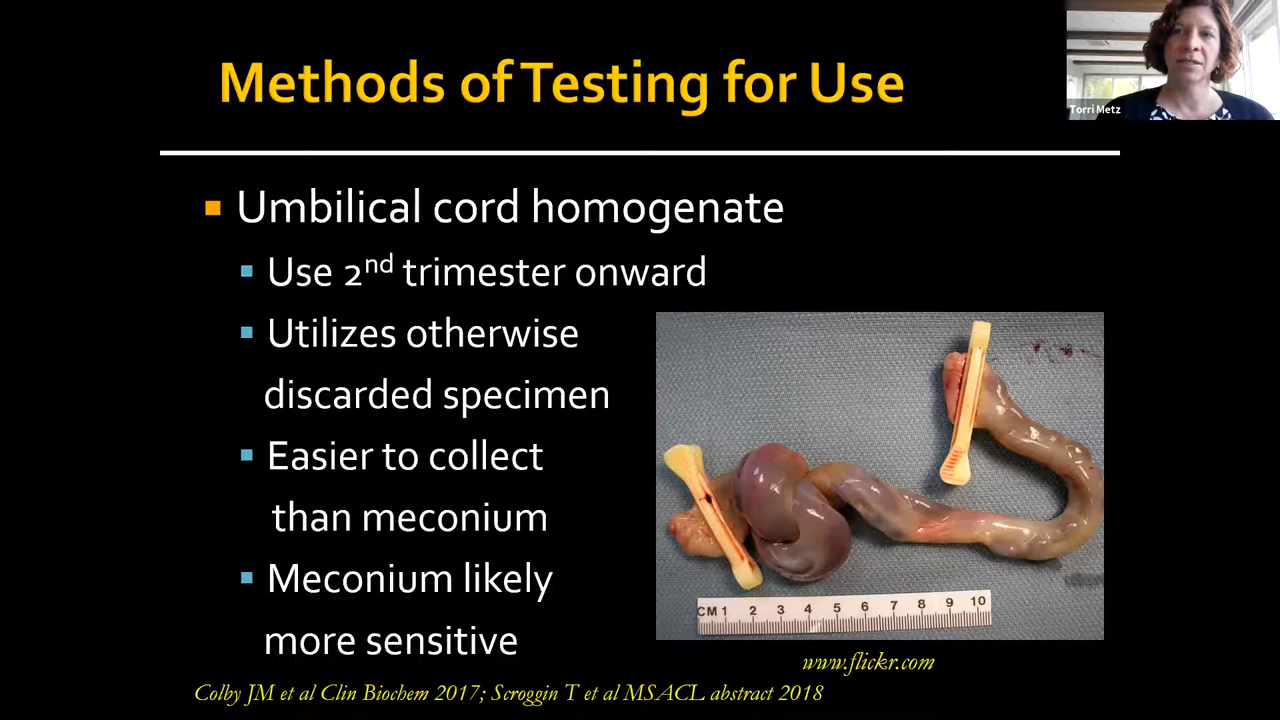 Methods of Testing for Use
Torri Metz
Umbilical cord homogenate
Use 2nd trimester onward
Utilizes otherwise
discarded specimen
Easier to collect
than meconium
Meconium likely
more sensitive
CM 1 2 3 4 5 6 7 8 9 10
www.flickr.com
Colby JM et al Clin Biochem 2017; Scroggin T et al MSACL abstract 2018